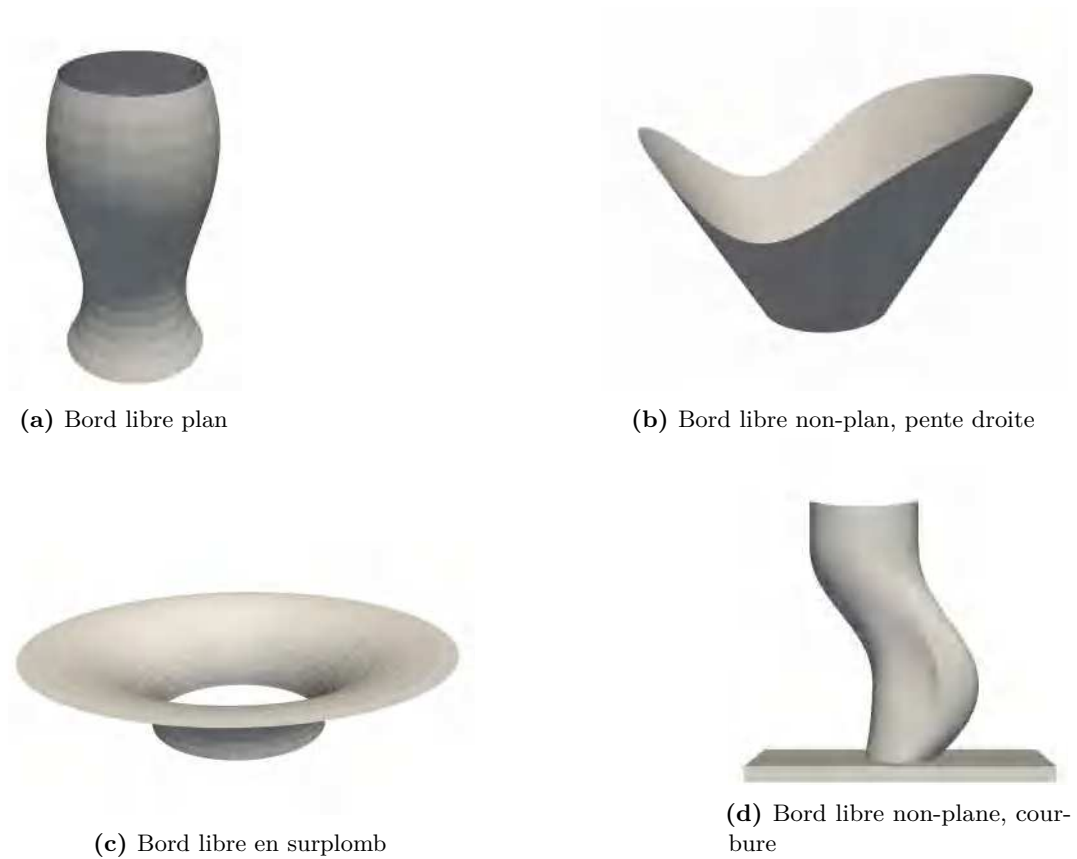 (a) Bord libre plan
(b) Bord libre non-plan, pente droite
(c) Bord libre en surplomb
(d) Bord libre non-plane, cour-
bure